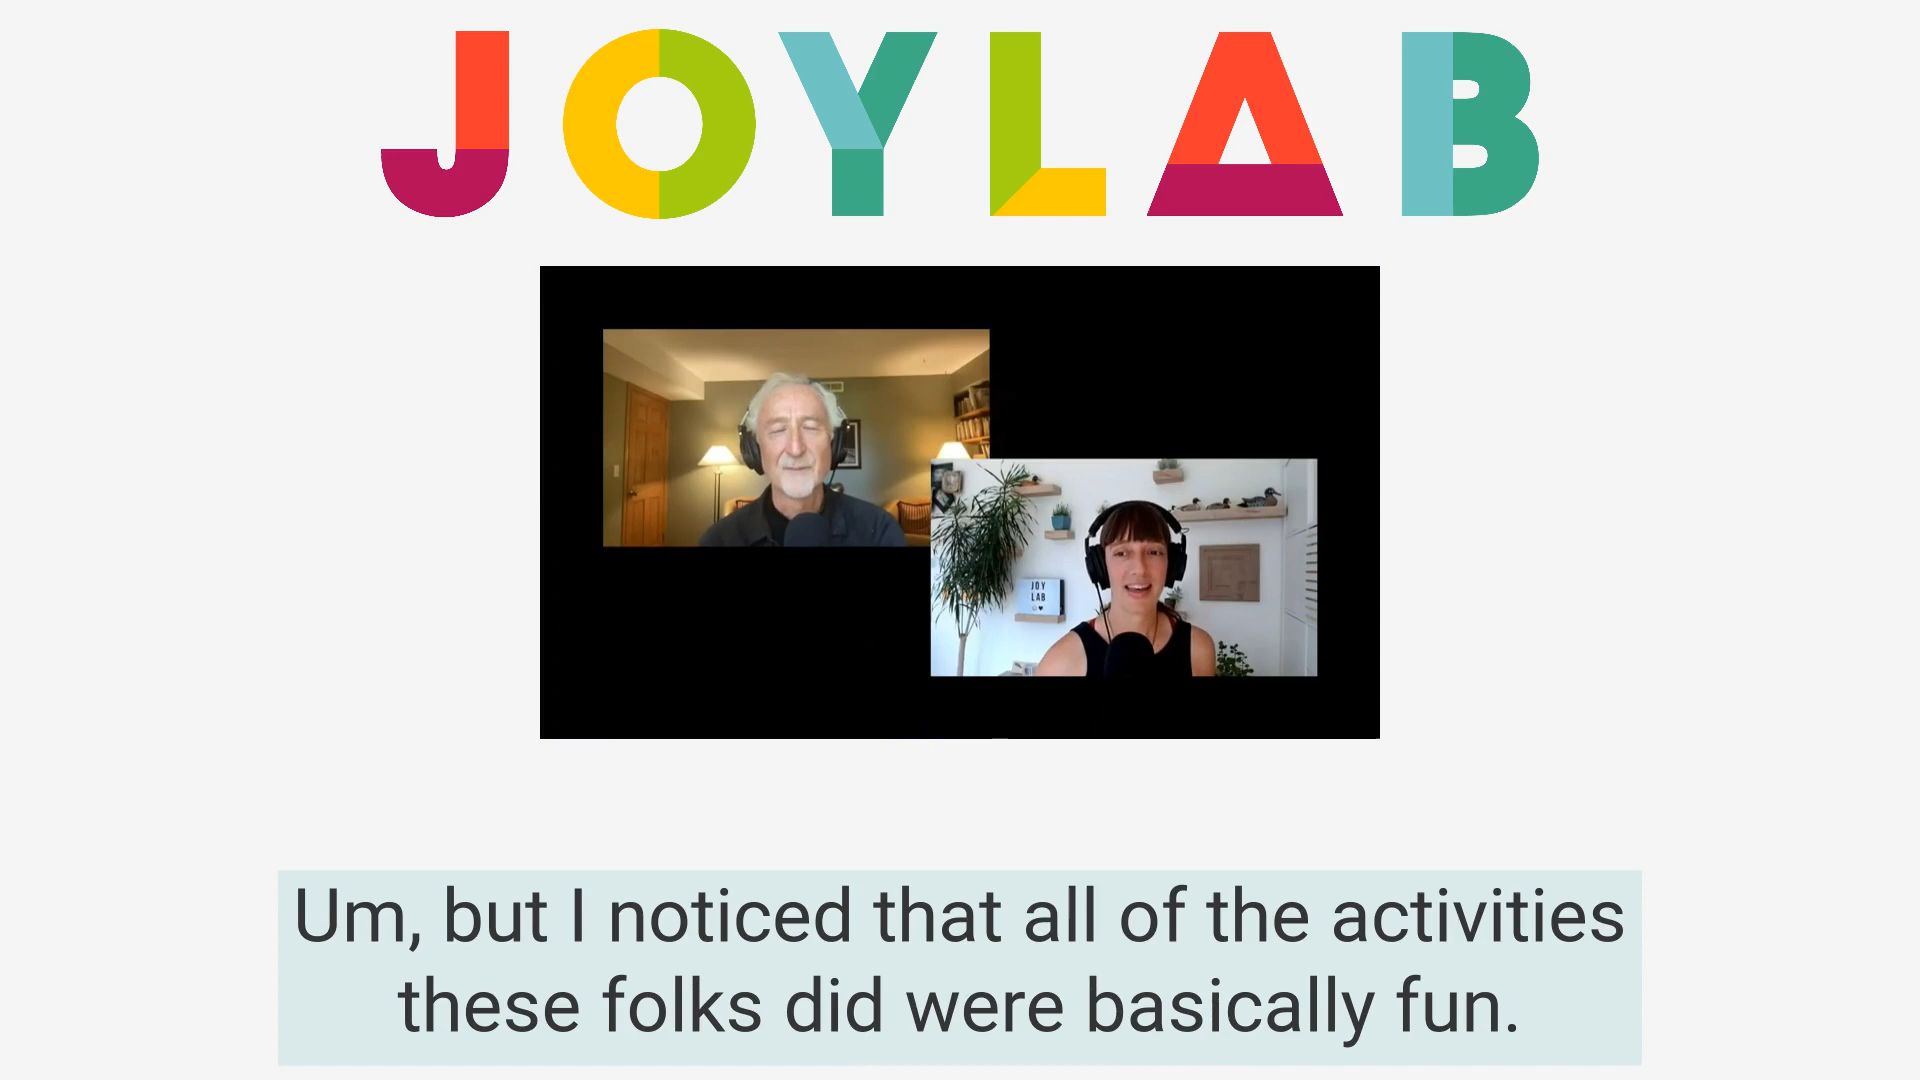 JOYLAB
JOY
LAB
Um, but I noticed that all of the activities
these folks did were basically fun.